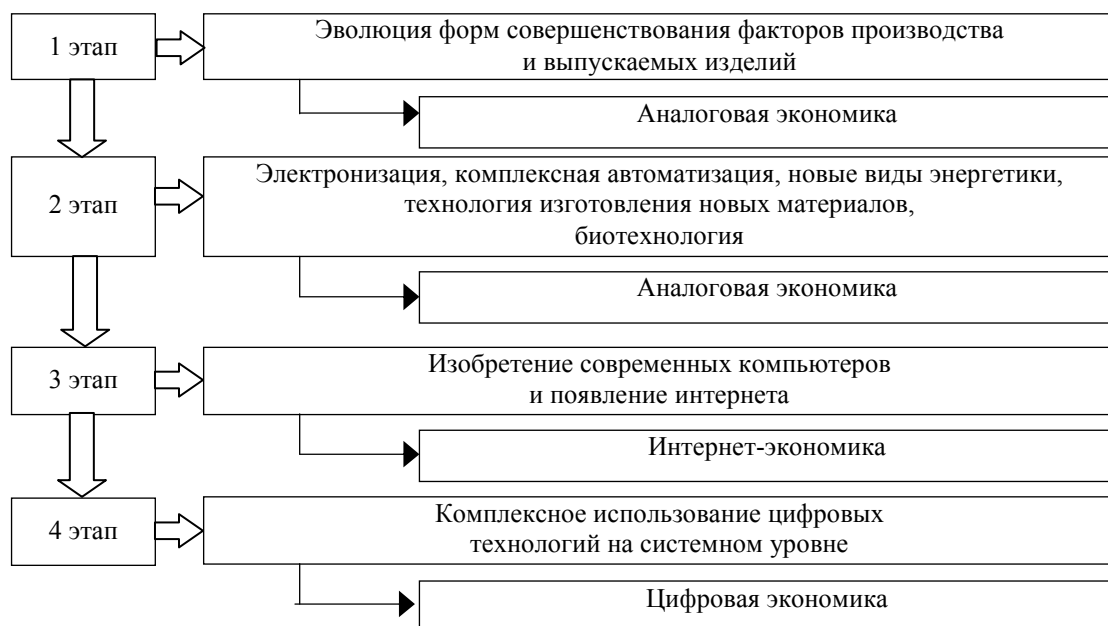 1 этап
Эволюция форм совершенствования факторов производства
и выпускаемых изделий
Аналоговая экономика
2 этап
Электронизация, комплексная автоматизация, новые виды энергетики,
технология изготовления новых материалов,
биотехнология
Аналоговая экономика
3 этап
Изобретение современных компьютеров
и появление интернета
Интернет-экономика
4 этап
Комплексное использование цифровых
технологий на системном уровне
Цифровая экономика